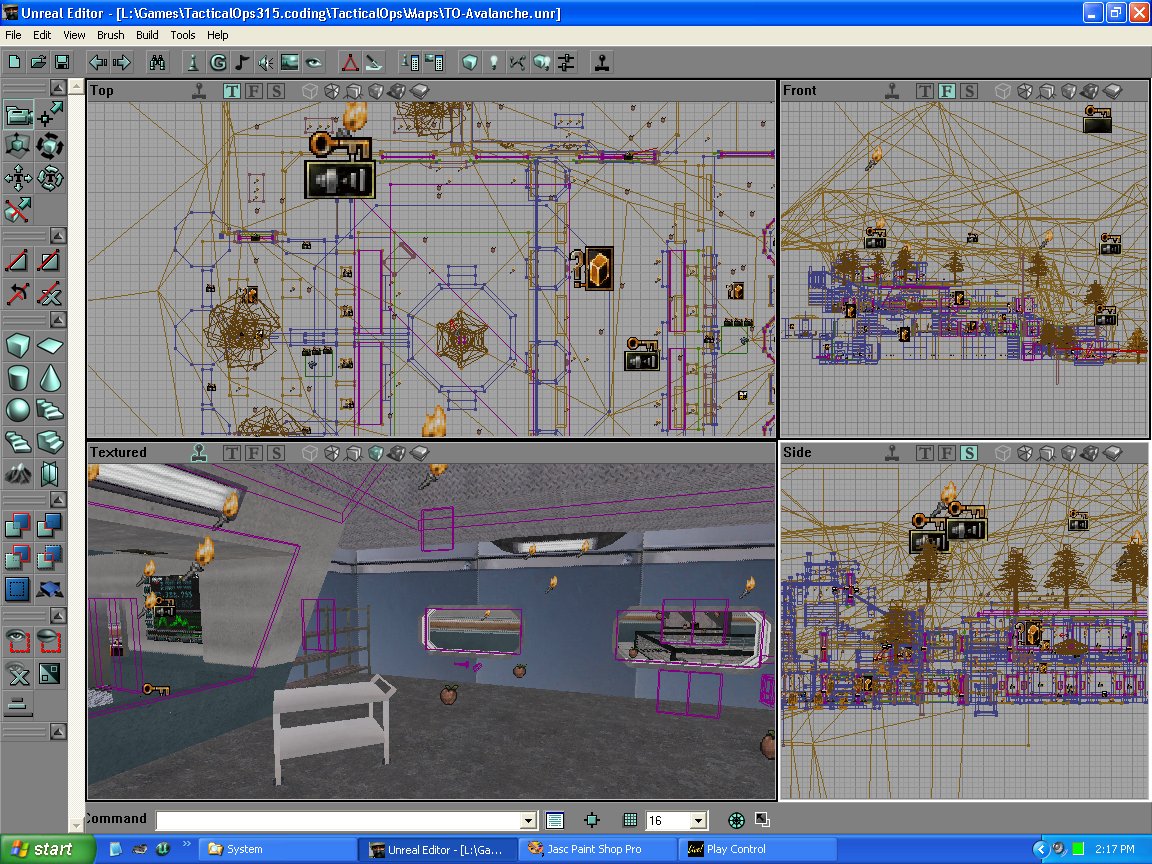 Unreal Editor - [L:\Games\TacticalOps315.coding\TacticalOps\Maps\TO-Avalanche.unr]
File Edit View Brush Build Tools Help
Top T F S
Front T F S
Textured T F S
Side T F S
Command 16
start System Unreal Editor - [L:\Ga... Jasc Paint Shop Pro Live! Play Control 2:17 PM